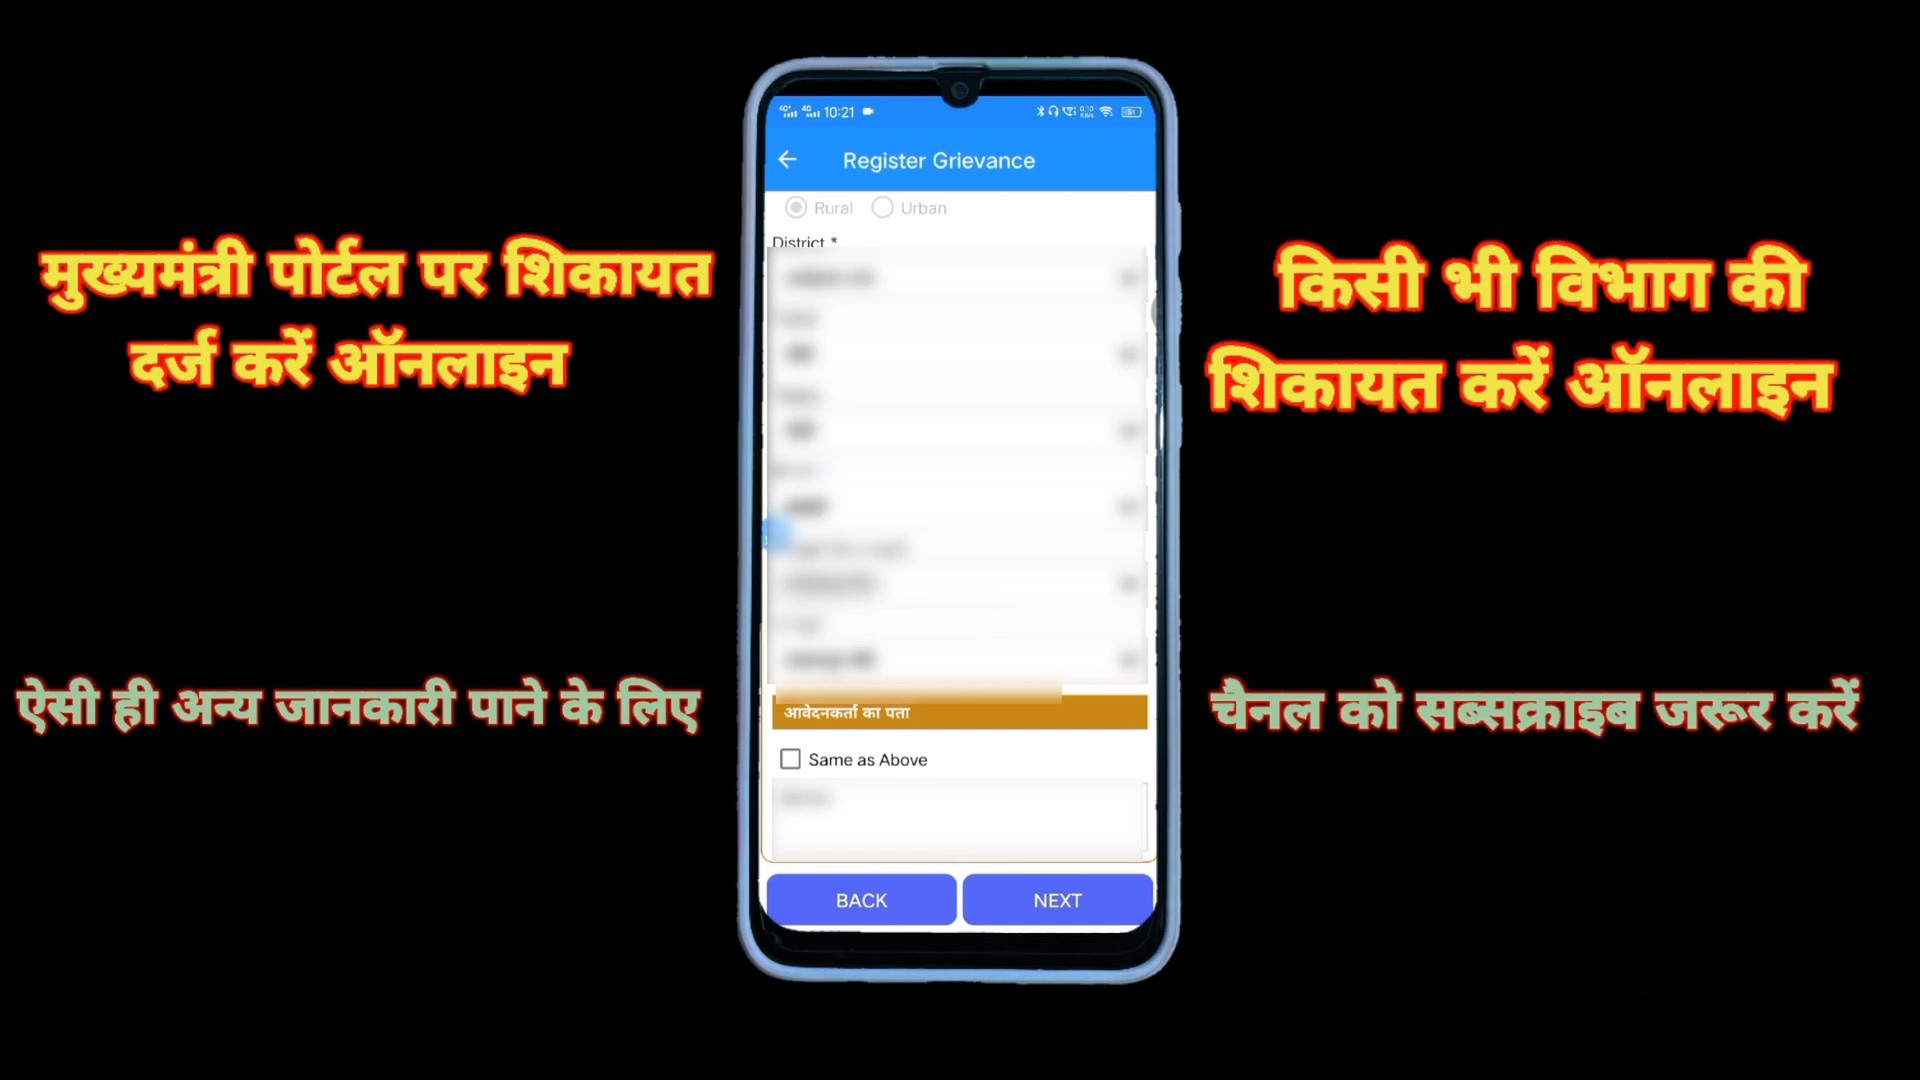 मुख्यमंत्री पोर्टल पर शिकायत
दर्ज करें ऑनलाइन
ऐसी ही अन्य जानकारी पाने के लिए
10:21
Register Grievance
Rural Urban
District *
आवेदनकर्ता का पता
Same as Above
BACK NEXT
किसी भी विभाग की
शिकायत करें ऑनलाइन
चैनल को सब्सक्राइब जरूर करें